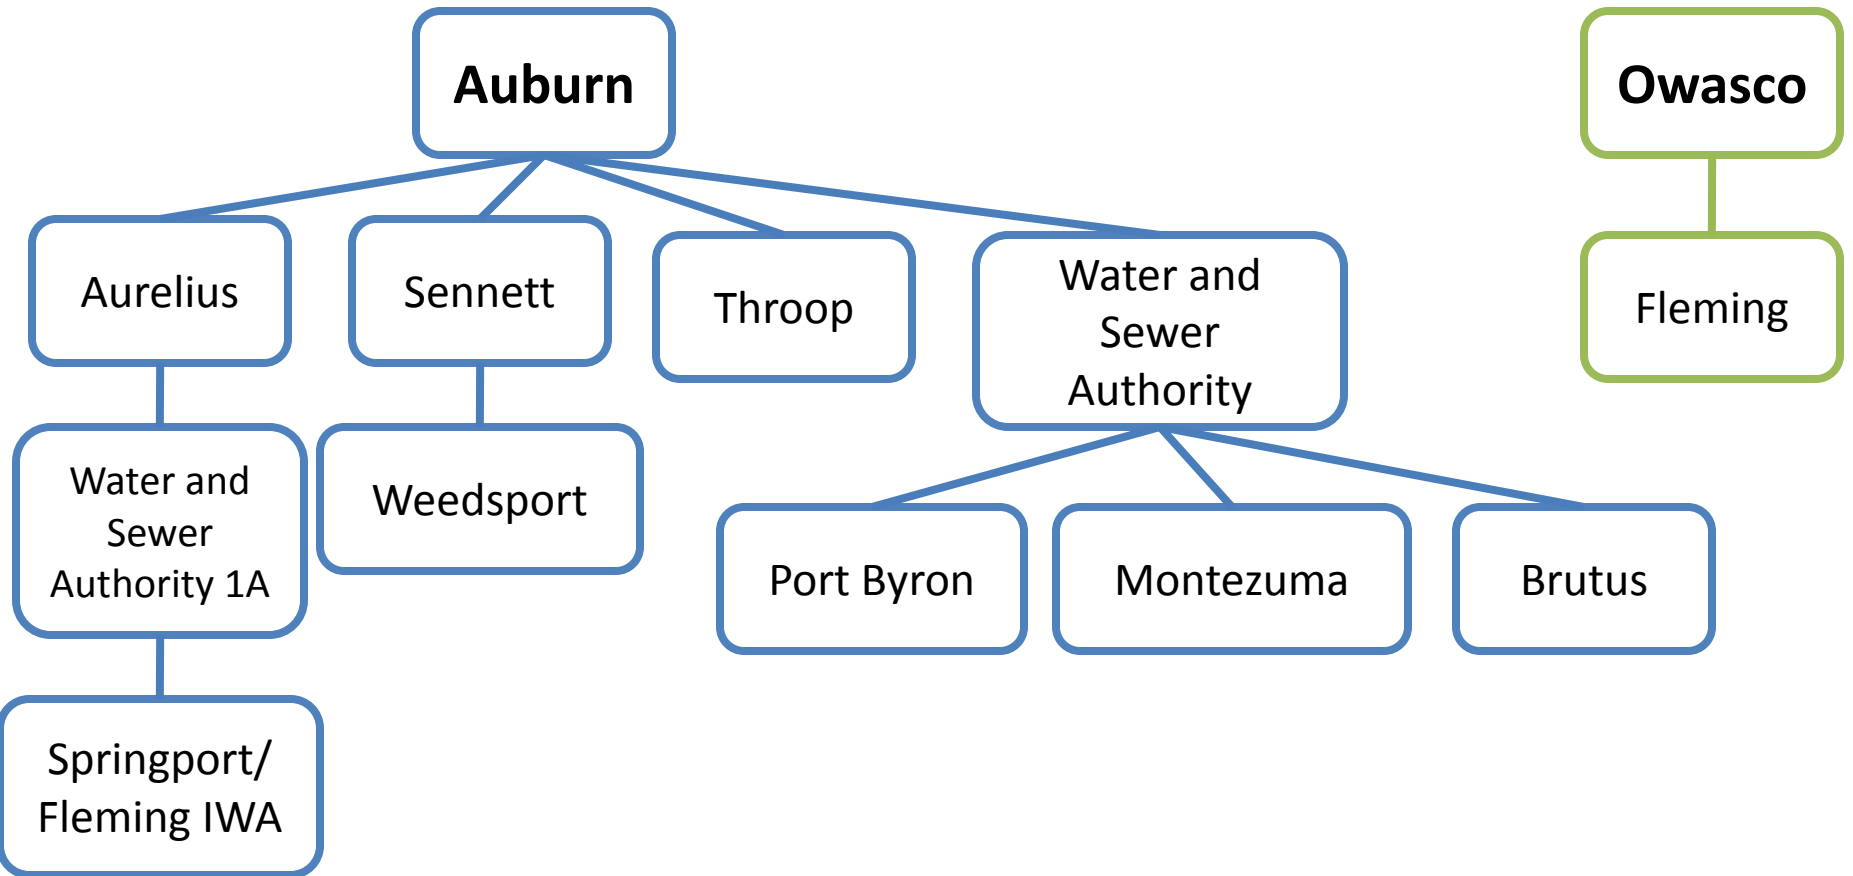 Auburn
Owasco
Aurelius
Sennett
Throop
Water and
Sewer
Authority
Fleming
Water and
Sewer
Authority 1A
Weedsport
Port Byron
Montezuma
Brutus
Springport/
Fleming IWA